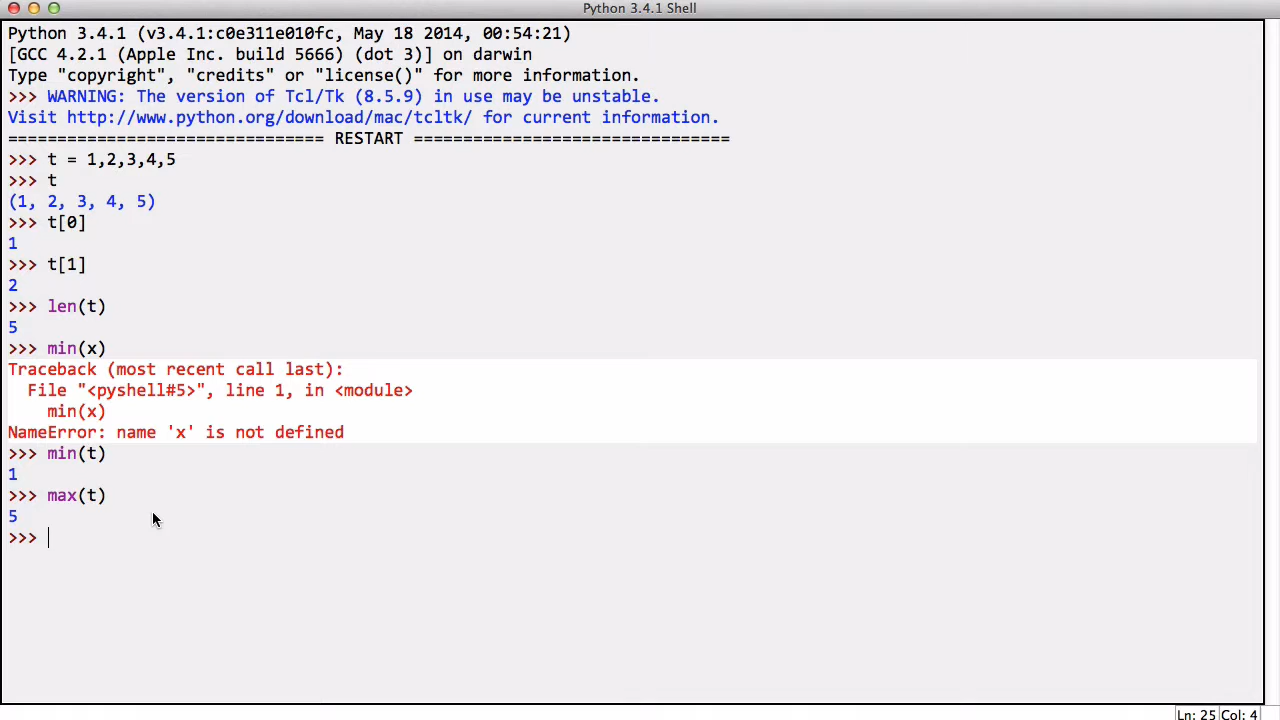 Python 3.4.1 Shell
Python 3.4.1 (v3.4.1:c0e311e010fc, May 18 2014, 00:54:21)
[GCC 4.2.1 (Apple Inc. build 5666) (dot 3)] on darwin
Type "copyright", "credits" or "license()" for more information.
>>> WARNING: The version of Tcl/Tk (8.5.9) in use may be unstable.
Visit http://www.python.org/download/mac/tcltk/ for current information.
================================ RESTART ================================
>>> t = 1,2,3,4,5
>>> t
(1, 2, 3, 4, 5)
>>> t[0]
1
>>> t[1]
2
>>> len(t)
5
>>> min(x)
Traceback (most recent call last):
  File "<pyshell#5>", line 1, in <module>
    min(x)
NameError: name 'x' is not defined
>>> min(t)
1
>>> max(t)
5
>>>
Ln: 25 Col: 4